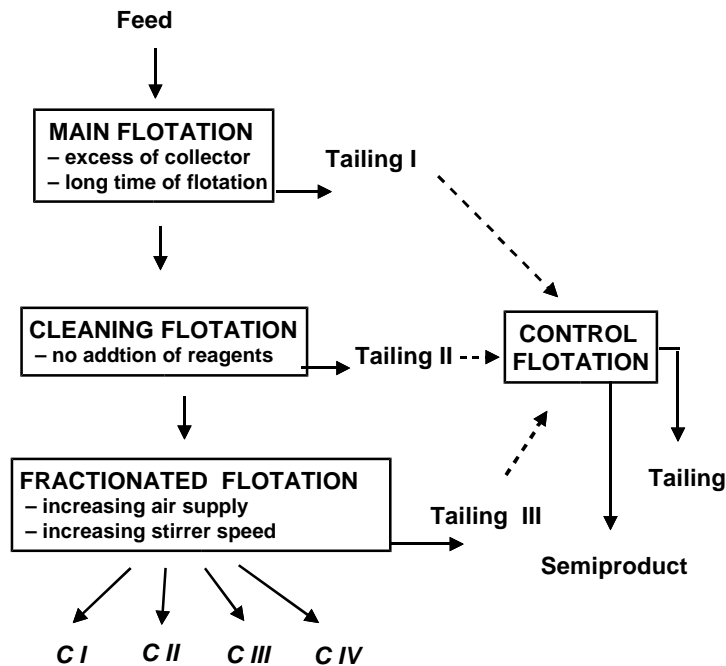 Feed
MAIN FLOTATION
– excess of collector
– long time of flotation
Tailing I
CLEANING FLOTATION
– no addtion of reagents
Tailing II
CONTROL
FLOTATION
FRACTIONATED FLOTATION
– increasing air supply
– increasing stirrer speed
Tailing III
Tailing
Semiproduct
C I
C II
C III
C IV